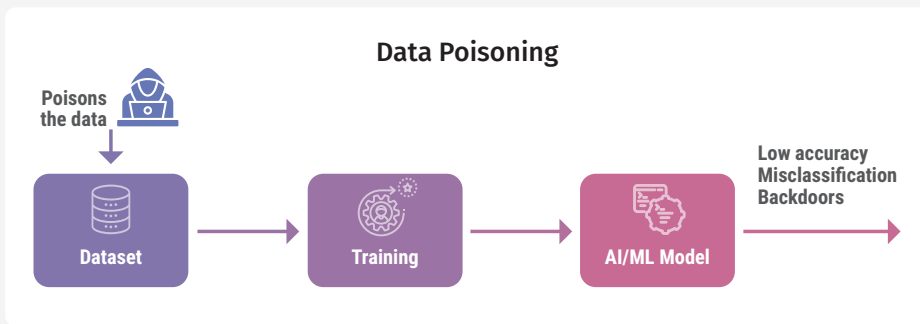 Data Poisoning
Poisons
the data
Low accuracy
Misclassification
Backdoors
Dataset
Training
AI/ML Model